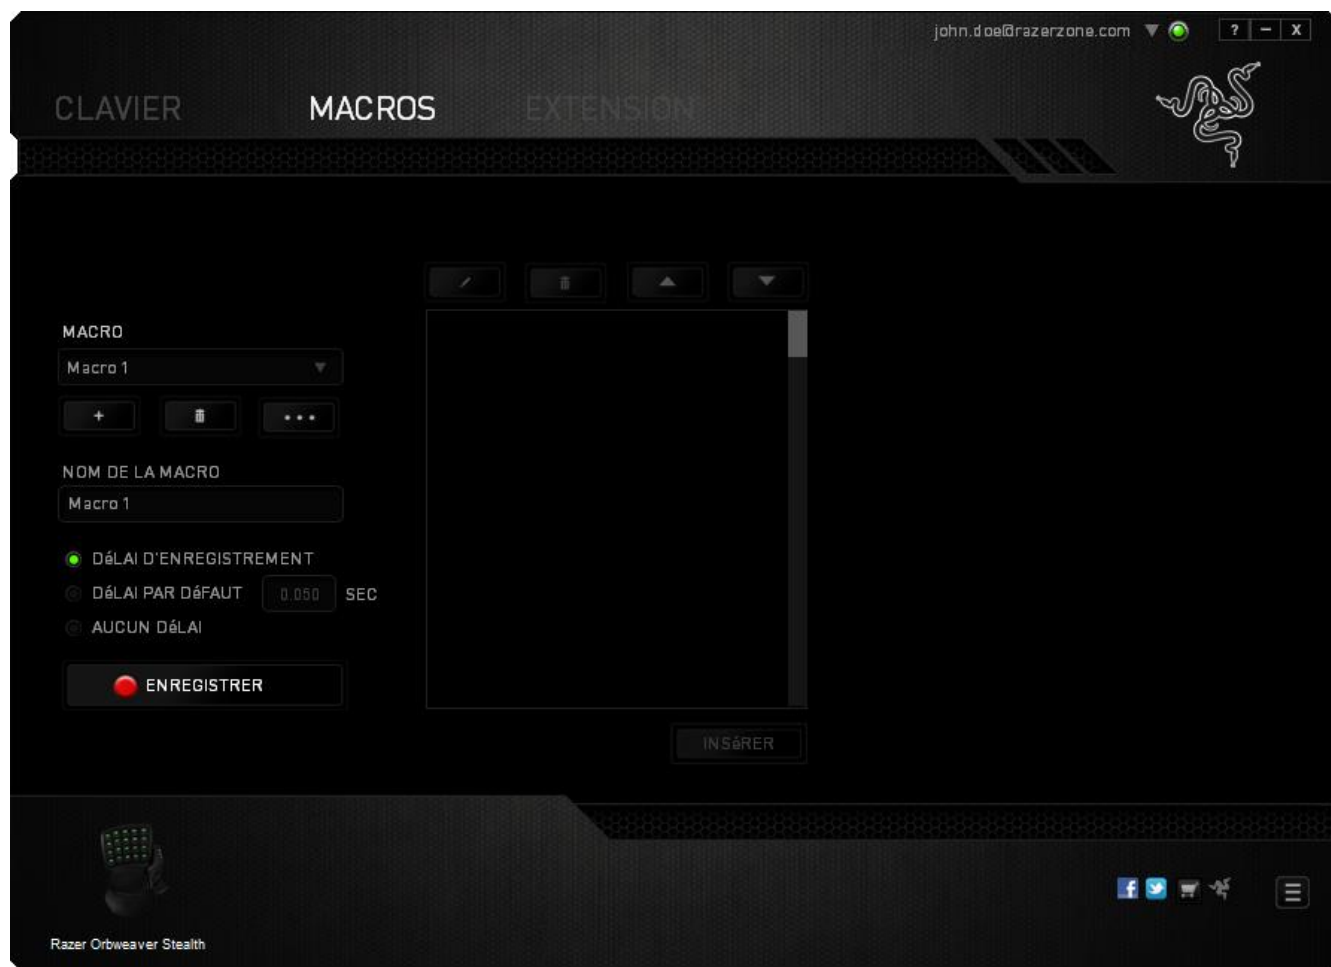 john.doe@razerzone.com
? – X
CLAVIER MACROS EXTENSION
MACRO
Macro 1
NOM DE LA MACRO
Macro 1
DéLAI D'ENREGISTREMENT
DéLAI PAR DéFAUT 0.050 SEC
AUCUN DéLAI
ENREGISTRER
INSéRER
Razer Orbweaver Stealth